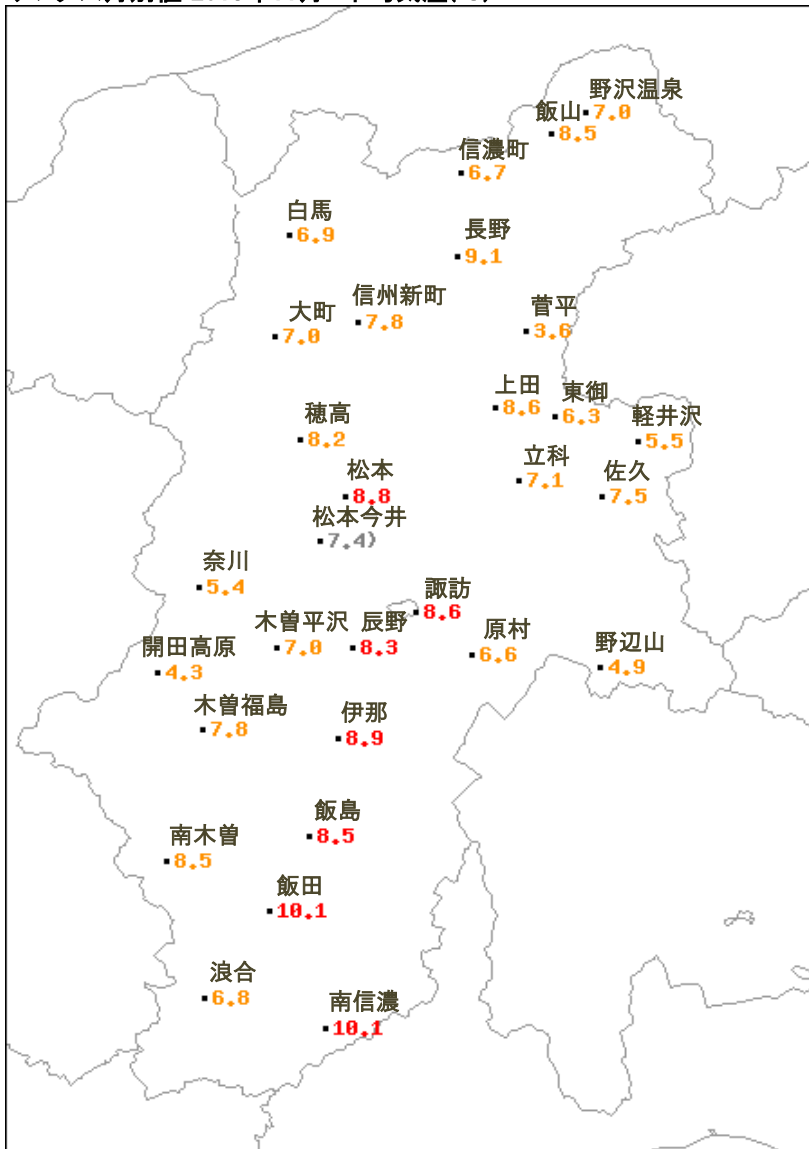 野沢温泉
7.0
飯山
8.5
信濃町
6.7
白馬
6.9
長野
9.1
信州新町
7.8
大町
7.0
菅平
3.6
上田
8.6
東御
6.3
軽井沢
5.5
穂高
8.2
立科
7.1
佐久
7.5
松本
8.8
松本今井
7.4)
奈川
5.4
諏訪
8.6
木曽平沢
7.0
辰野
8.3
原村
6.6
野辺山
4.9
開田高原
4.3
木曽福島
7.8
伊那
8.9
飯島
8.5
南木曽
8.5
飯田
10.1
浪合
6.8
南信濃
10.1